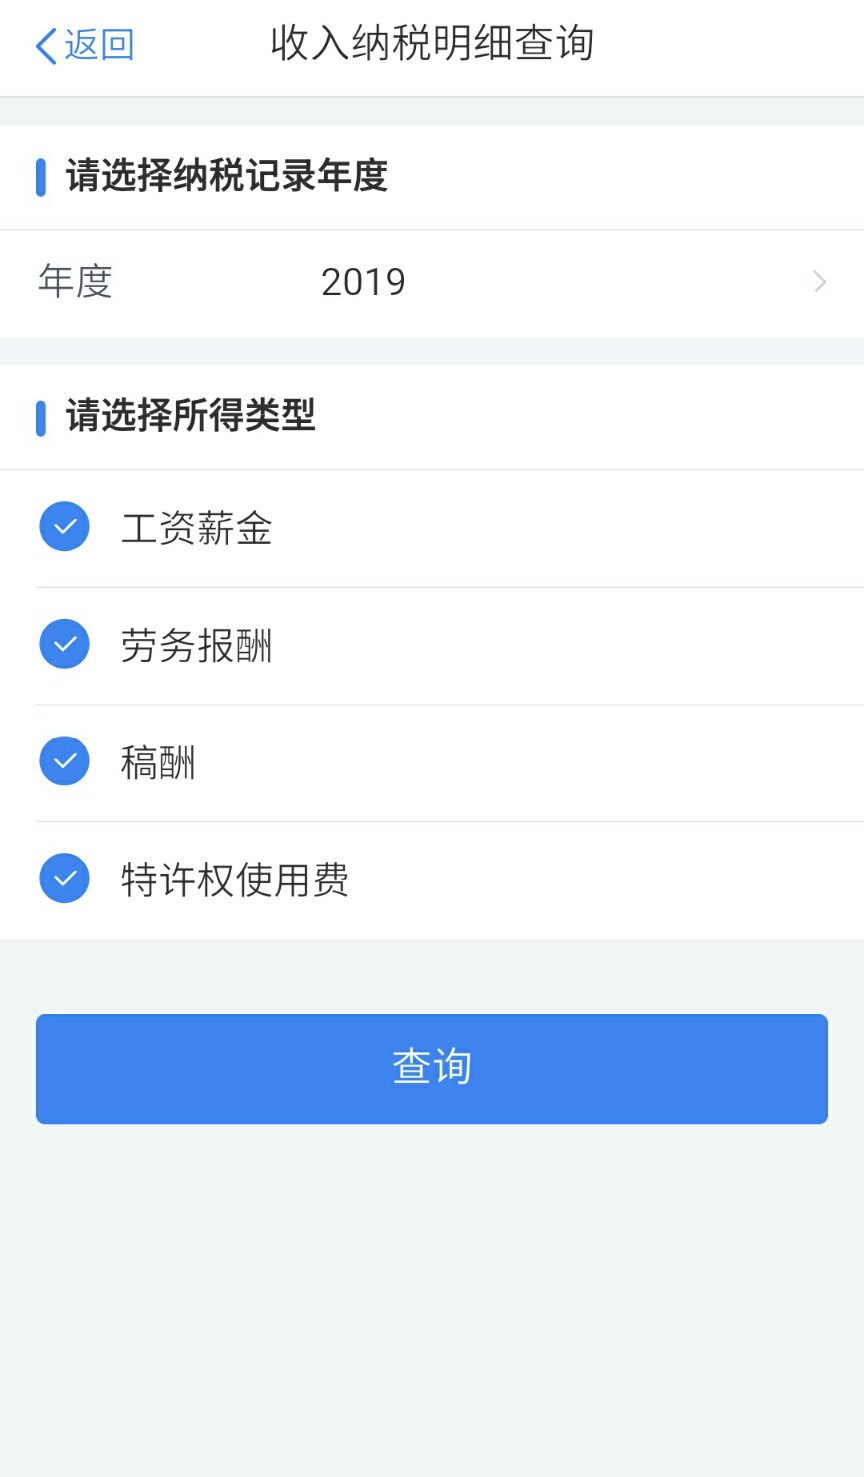 返回
收入纳税明细查询
请选择纳税记录年度
年度 2019
请选择所得类型
工资薪金
劳务报酬
稿酬
特许权使用费
查询